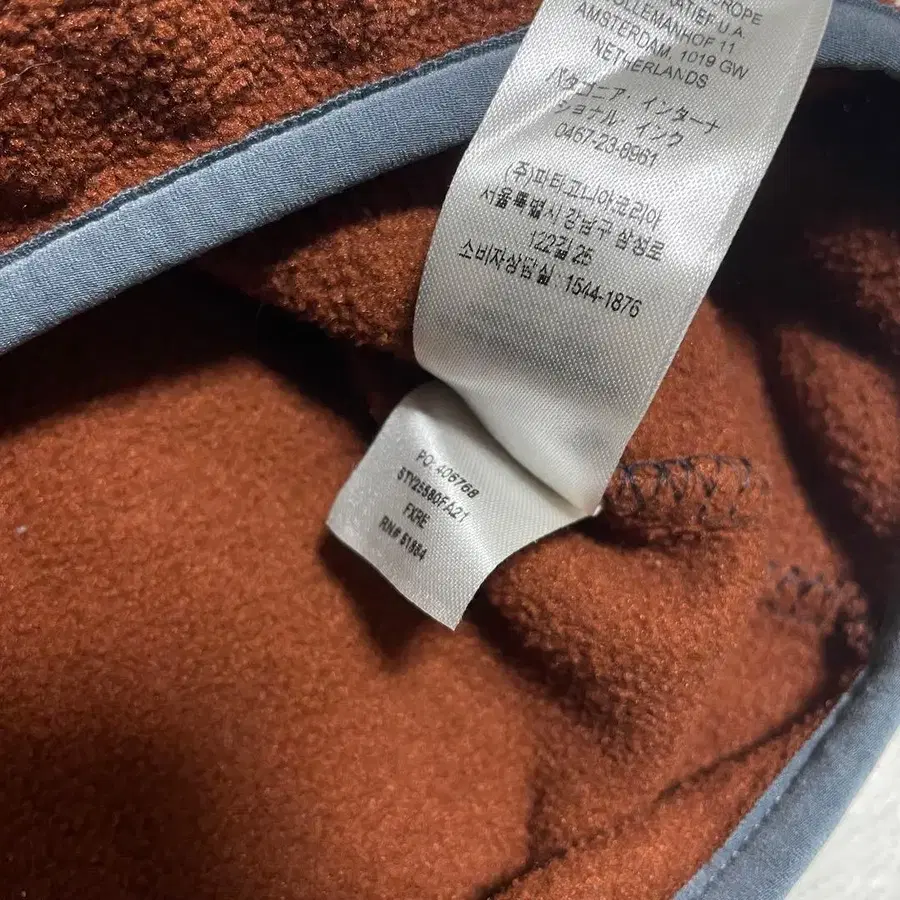 ROPE
RATIEF U.A.
OLLEMANHOF 11
AMSTERDAM, 1019 GW
NETHERLANDS
パタゴニア・インターナ
ショナル・インク
0467-23-8961
(주)파타고니아코리아
서울특별시 강남구 삼성로
122길 25
소비자상담실 1544-1876
PO: 406768
STY25580FA21
FXRE
RN# 51884